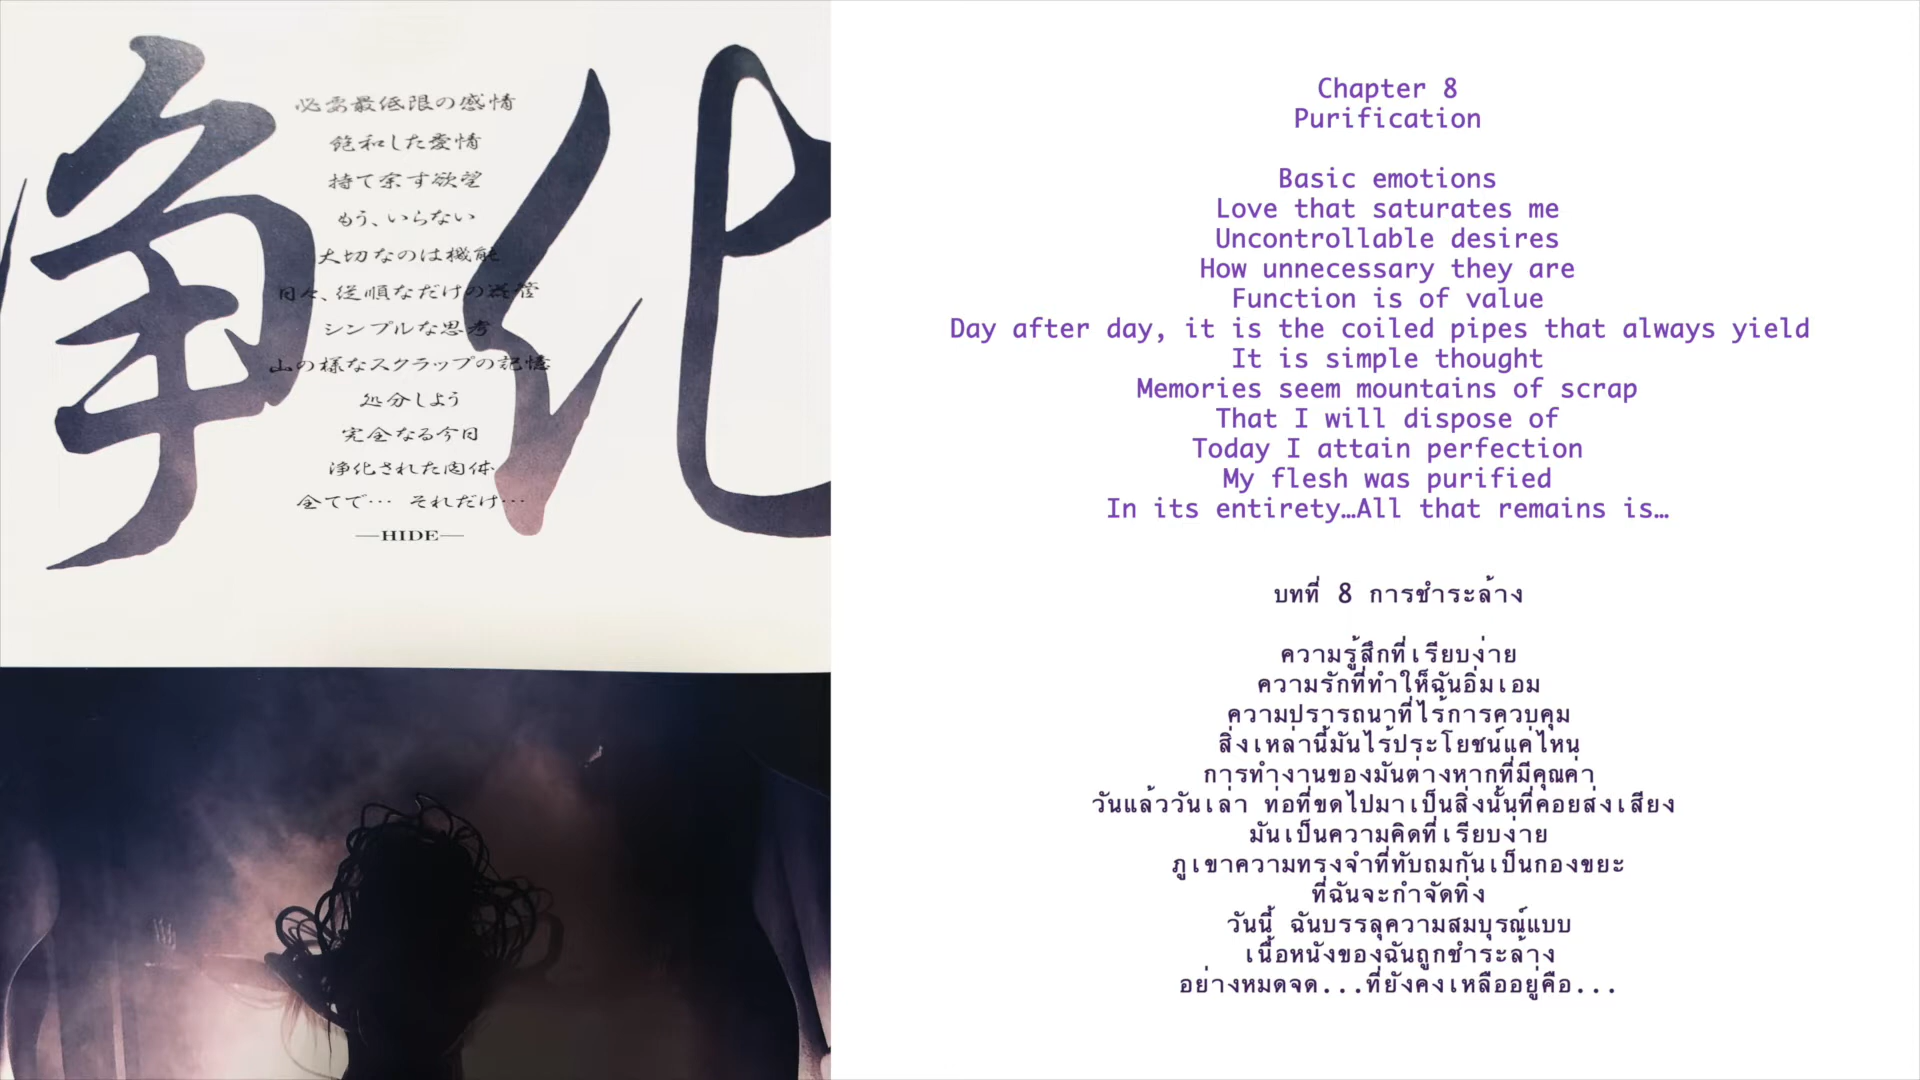 浄化
必要最低限の感情
飽和した愛情
持て余す欲望
もう、いらない
大切なのは機能
日々、従順なだけの蛇管
シンプルな思考
山の様なスクラップの記憶
処分しよう
完全なる今日
浄化された肉体
全てで… それだけ…
—HIDE—
Chapter 8
Purification
Basic emotions
Love that saturates me
Uncontrollable desires
How unnecessary they are
Function is of value
Day after day, it is the coiled pipes that always yield
It is simple thought
Memories seem mountains of scrap
That I will dispose of
Today I attain perfection
My flesh was purified
In its entirety…All that remains is…
บทที่ 8 การชำระล้าง
ความรู้สึกที่เรียบง่าย
ความรักที่ทำให้ฉันอิ่มเอม
ความปรารถนาที่ไร้การควบคุม
สิ่งเหล่านี้มันไร้ประโยชน์แค่ไหน
การทำงานของมันต่างหากที่มีคุณค่า
วันแล้ววันเล่า ท่อที่ขดไปมาเป็นสิ่งนั้นที่คอยส่งเสียง
มันเป็นความคิดที่เรียบง่าย
ภูเขาความทรงจำที่ทับถมกันเป็นกองขยะ
ที่ฉันจะกำจัดทิ่ง
วันนี้ ฉันบรรลุความสมบุรณ์แบบ
เนื้อหนังของฉันถูกชำระล้าง
อย่างหมดจด...ที่ยังคงเหลืออยู่คือ...